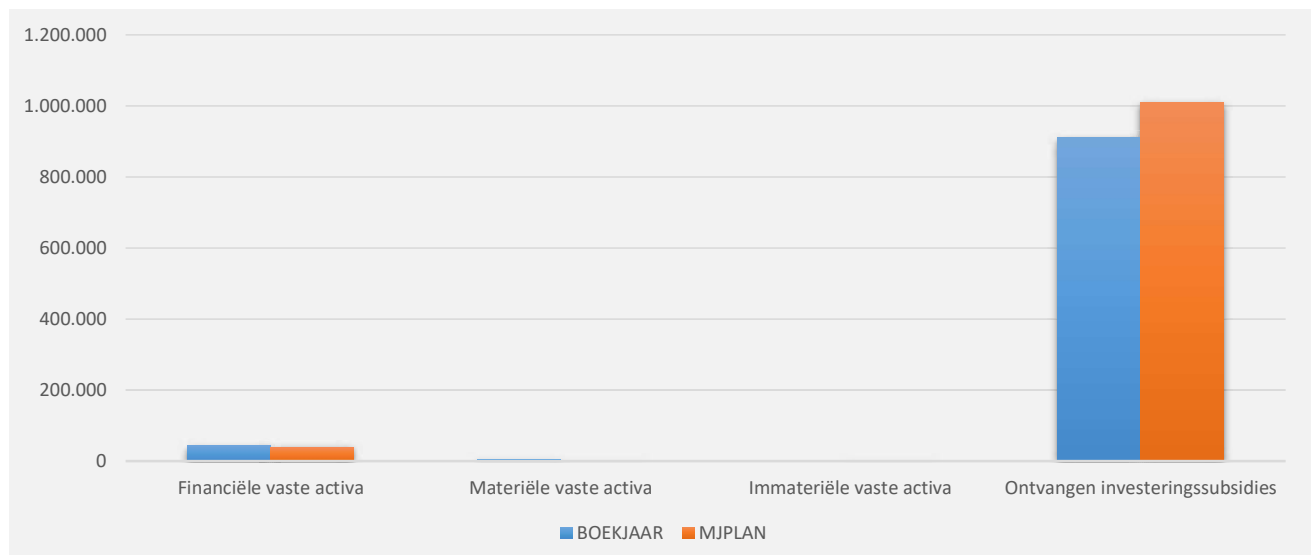 1.200.000
1.000.000
800.000
600.000
400.000
200.000
0
Financiële vaste activa
Materiële vaste activa
Immateriële vaste activa
Ontvangen investeringssubsidies
BOEKJAAR
MJPLAN